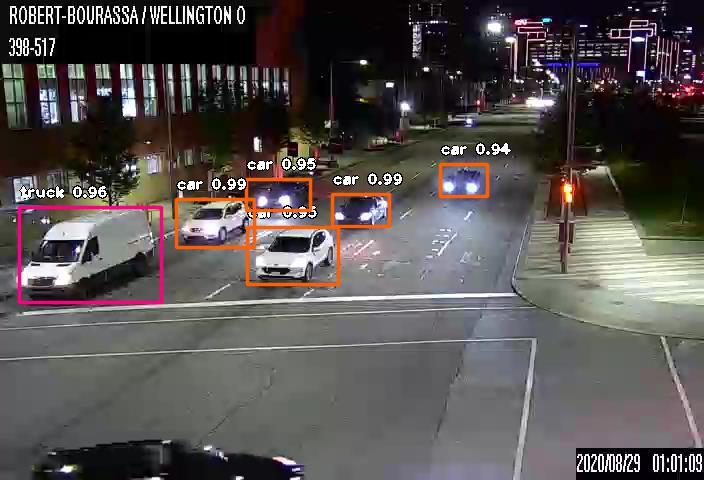 ROBERT-BOURASSA / WELLINGTON O
398-517
car 0.94
car 0.95
car 0.99
car 0.99
truck 0.96
car 0.95
2020/08/29 01:01:09